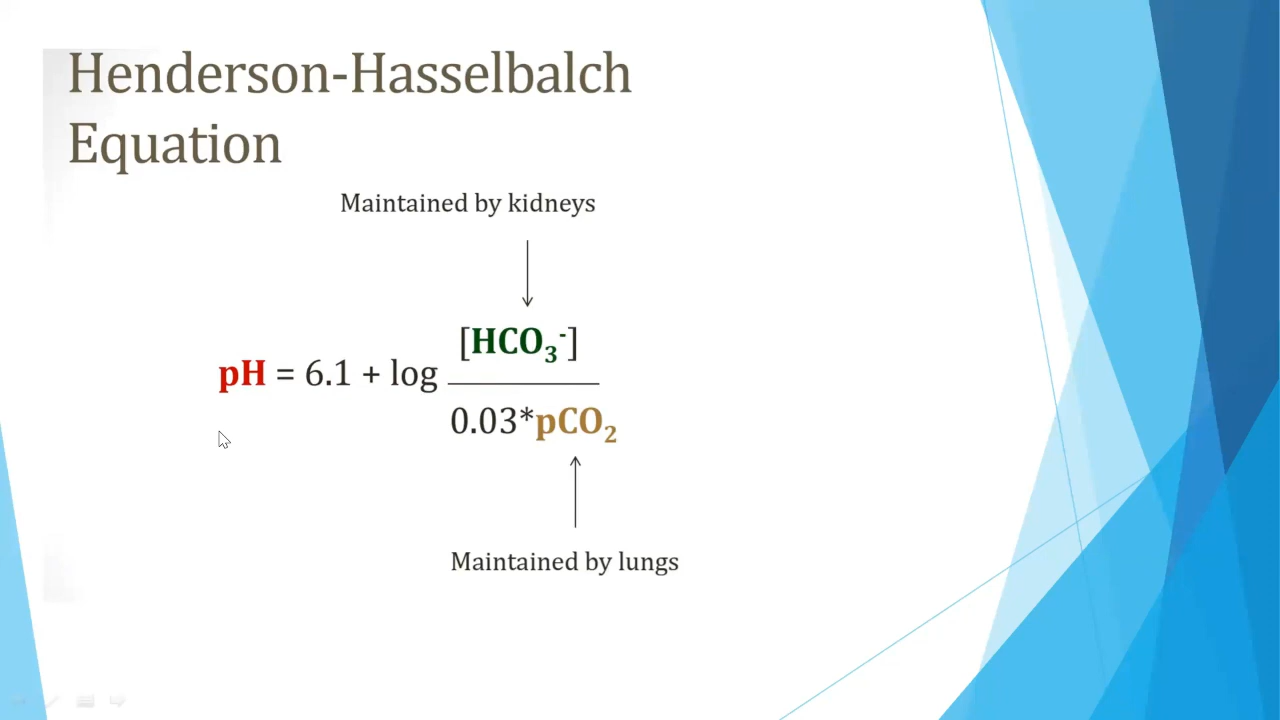 Henderson-Hasselbalch
Equation
Maintained by kidneys
[HCO₃⁻]
pH = 6.1 + log
0.03*pCO₂
Maintained by lungs